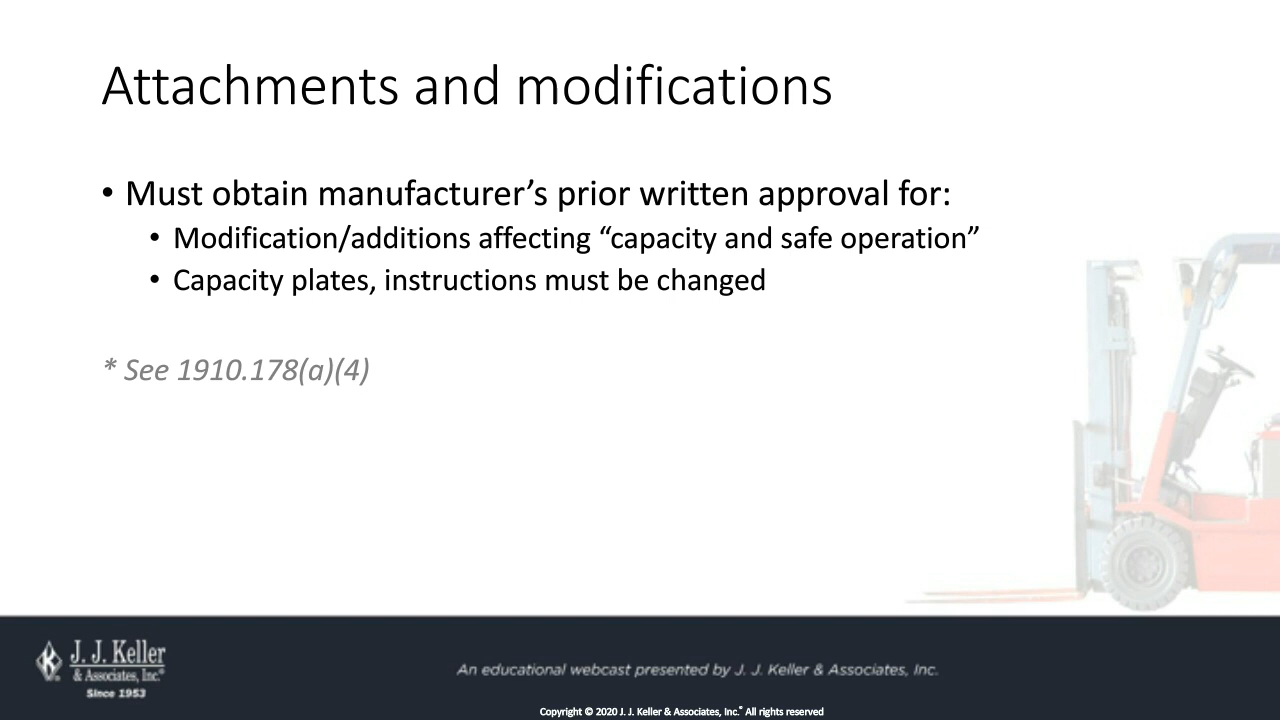 Attachments and modifications
• Must obtain manufacturer’s prior written approval for:
• Modification/additions affecting “capacity and safe operation”
• Capacity plates, instructions must be changed
* See 1910.178(a)(4)
J. J. Keller
& Associates, Inc.®
Since 1953
An educational webcast presented by J. J. Keller & Associates, Inc.
Copyright © 2020 J. J. Keller & Associates, Inc.® All rights reserved